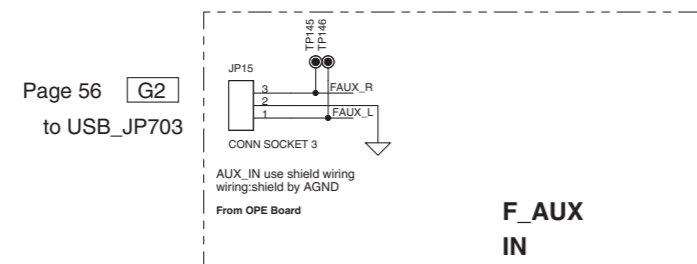 TP145
TP146
JP15
Page 56 G2
to USB_JP703
3
FAUX_R
2
1
FAUX_L
CONN SOCKET 3
AUX_IN use shield wiring
wiring:shield by AGND
From OPE Board
F_AUX
IN